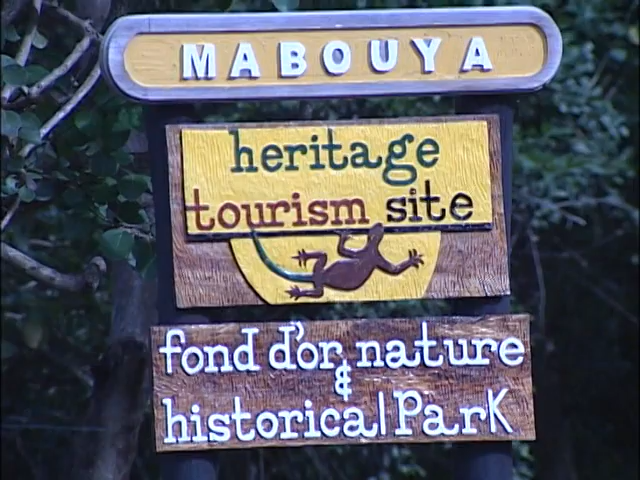 MABOUYA
heritage
tourism site
fond d'or nature
&
historical Park